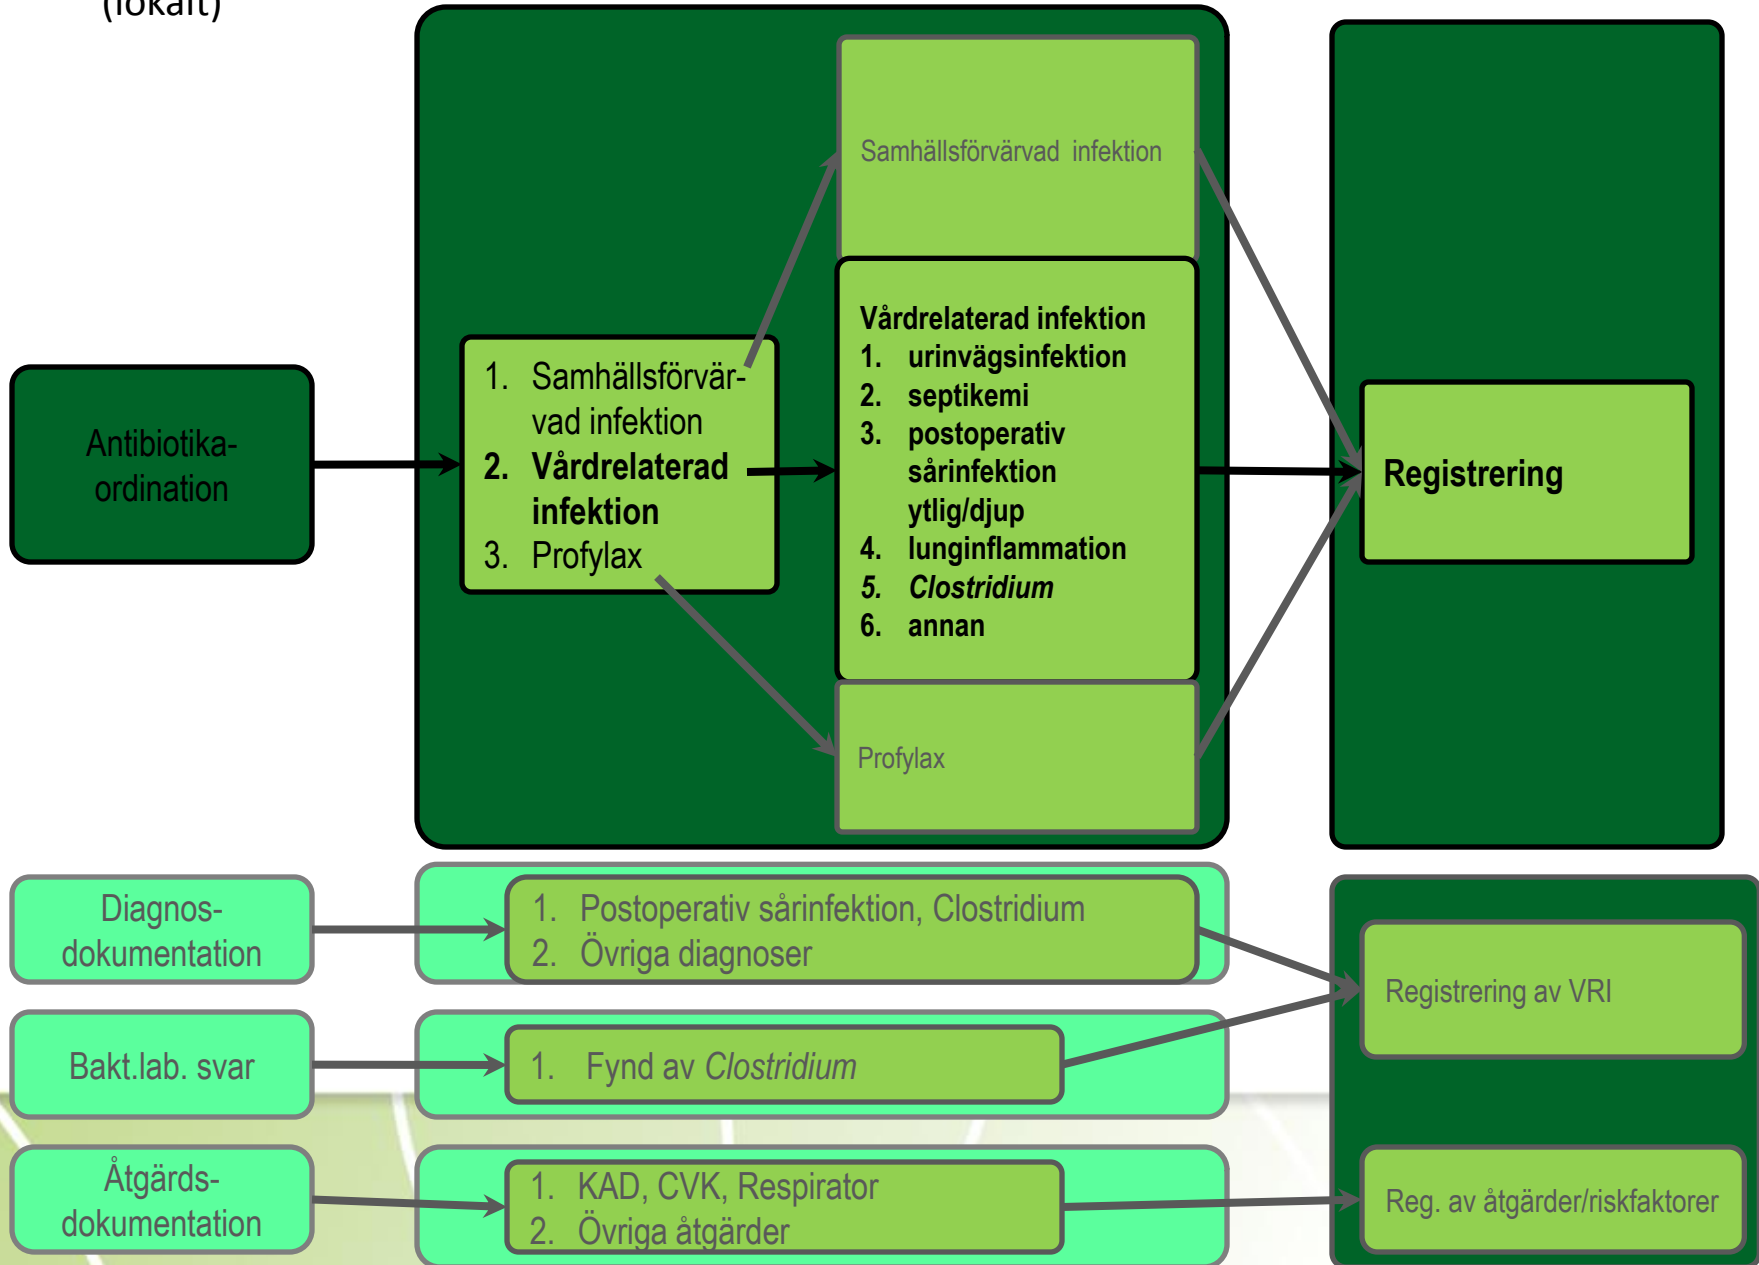 (lokalt)
Samhällsförvärvad infektion
Vårdrelaterad infektion
1. urinvägsinfektion
2. septikemi
3. postoperativ
sårinfektion
ytlig/djup
4. lunginflammation
5. Clostridium
6. annan
1. Samhällsförvär-
vad infektion
2. Vårdrelaterad
infektion
3. Profylax
Antibiotika-
ordination
Registrering
Profylax
Diagnos-
dokumentation
1. Postoperativ sårinfektion, Clostridium
2. Övriga diagnoser
Registrering av VRI
Bakt.lab. svar
1. Fynd av Clostridium
Åtgärds-
dokumentation
1. KAD, CVK, Respirator
2. Övriga åtgärder
Reg. av åtgärder/riskfaktorer